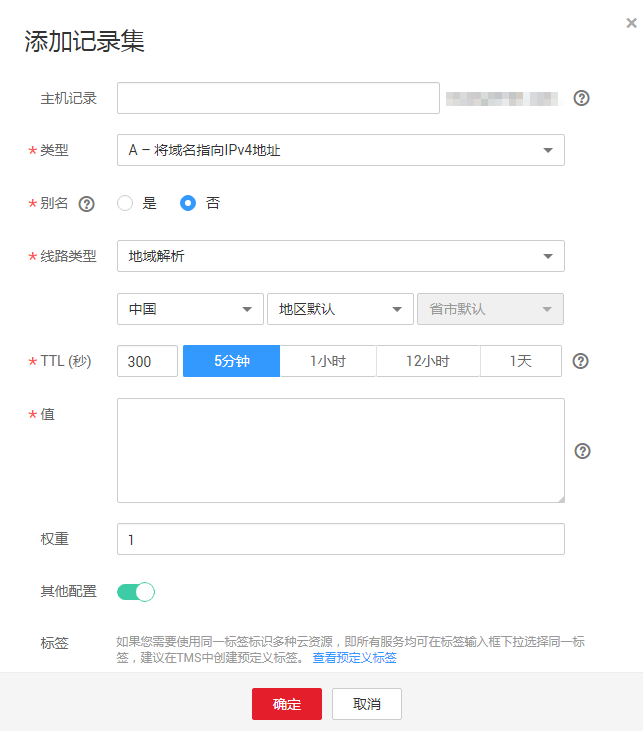 添加记录集
主机记录
* 类型 A – 将域名指向IPv4地址
* 别名 ? 是 否
* 线路类型 地域解析
中国 地区默认 省市默认
* TTL (秒) 300 5分钟 1小时 12小时 1天 ?
* 值 ?
权重 1
其他配置
标签 如果您需要使用同一标签标识多种云资源，即所有服务均可在标签输入框下拉选择同一标
签，建议在TMS中创建预定义标签。 查看预定义标签
确定 取消